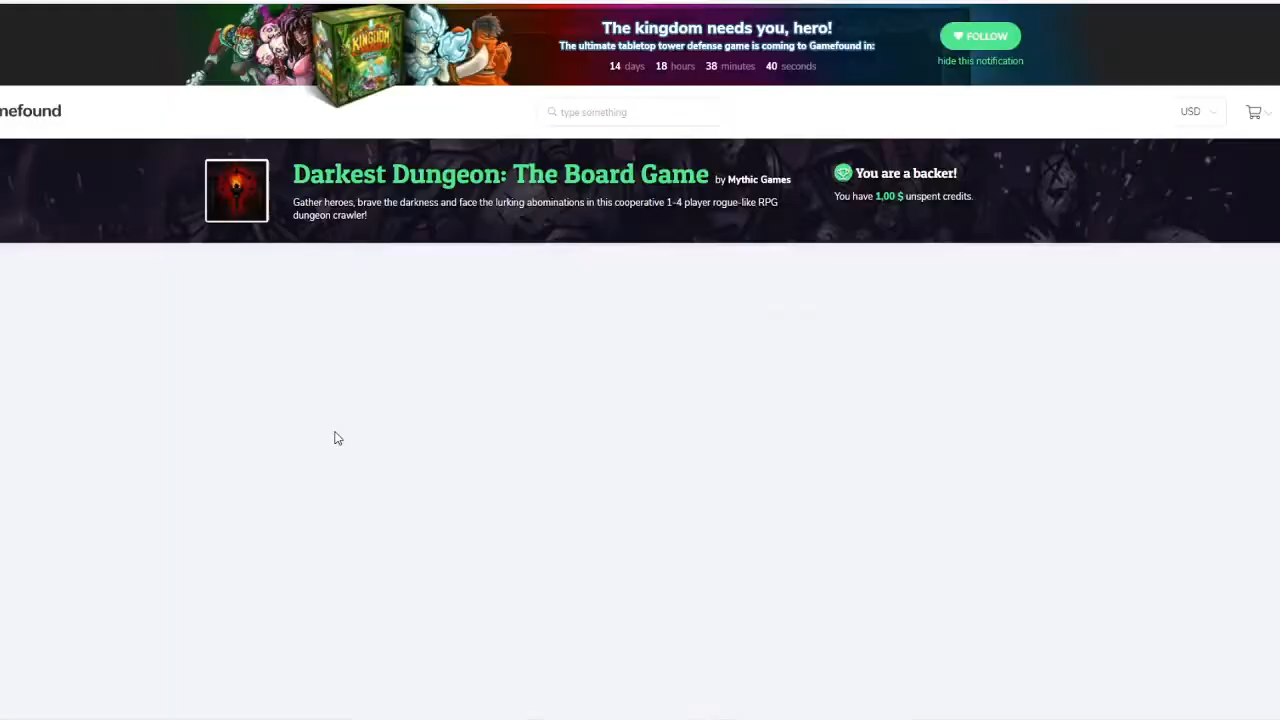 The kingdom needs you, hero!
The ultimate tabletop tower defense game is coming to Gamefound in:
14 days 18 hours 38 minutes 40 seconds
FOLLOW
hide this notification
KINGDOM
mefound
type something
USD
Darkest Dungeon: The Board Game by Mythic Games
Gather heroes, brave the darkness and face the lurking abominations in this cooperative 1-4 player rogue-like RPG
dungeon crawler!
You are a backer!
You have 1,00 $ unspent credits.